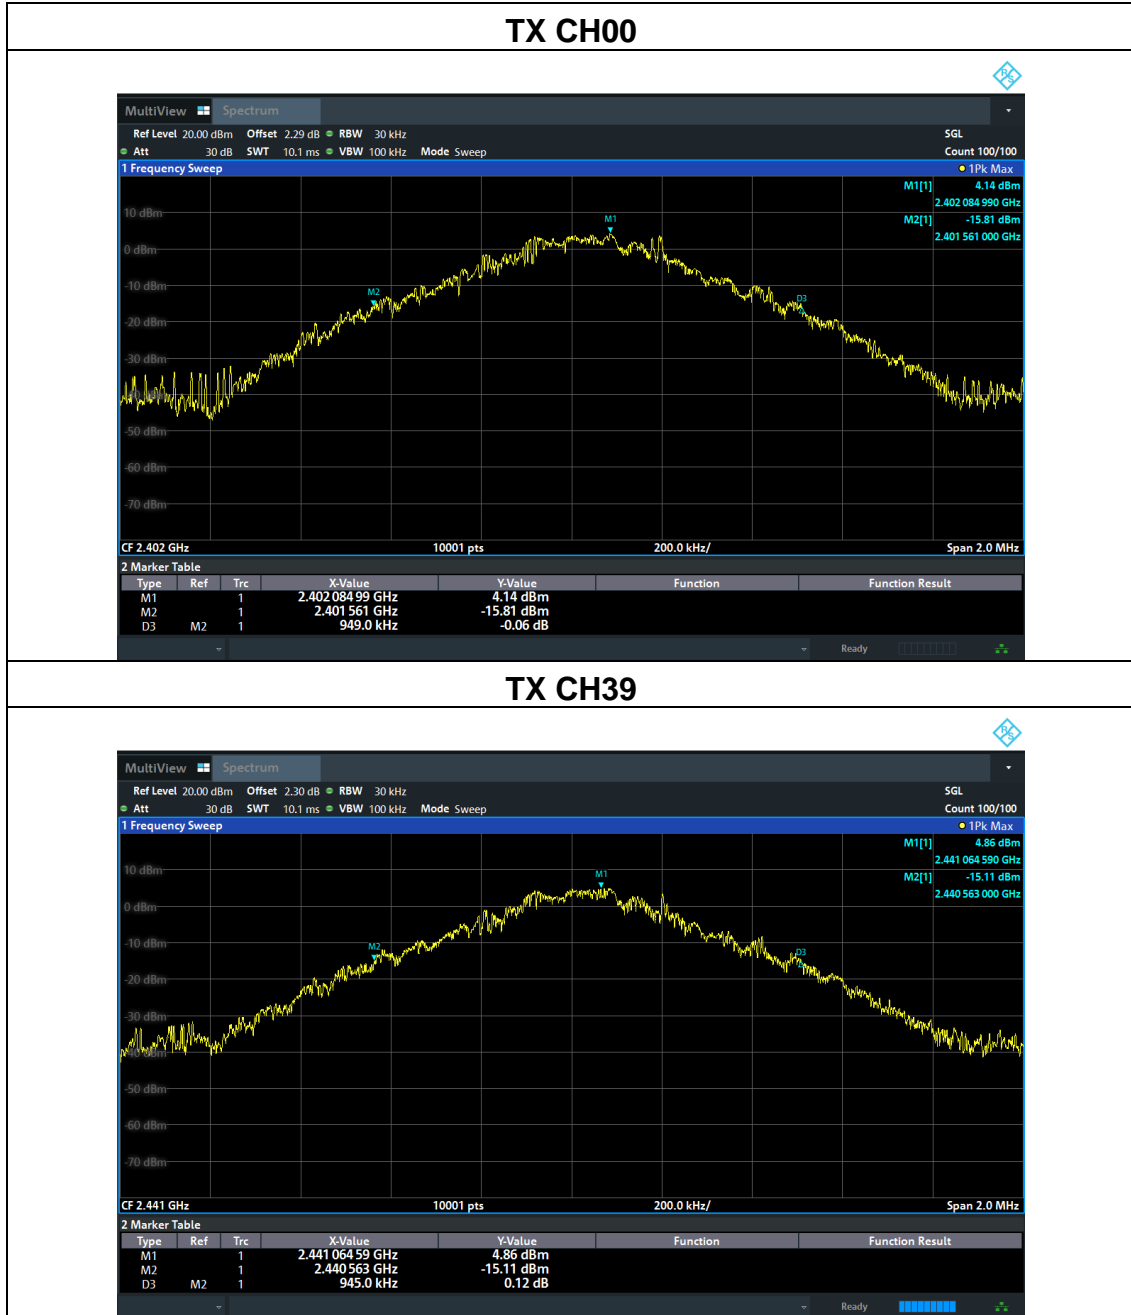 TX CH00
R S
MultiView Spectrum
Ref Level 20.00 dBm Offset 2.29 dB RBW 30 kHz SGL
Att 30 dB SWT 10.1 ms VBW 100 kHz Mode Sweep Count 100/100
1 Frequency Sweep 1Pk Max
M1[1] 4.14 dBm
2.402 084 990 GHz
M2[1] -15.81 dBm
2.401 561 000 GHz
10 dBm
M1
0 dBm
-10 dBm
M2
D3
-20 dBm
-30 dBm
-40 dBm
-50 dBm
-60 dBm
-70 dBm
CF 2.402 GHz 10001 pts 200.0 kHz/ Span 2.0 MHz
2 Marker Table
Type Ref Trc X-Value Y-Value Function Function Result
M1 1 2.402 084 99 GHz 4.14 dBm
M2 1 2.401 561 GHz -15.81 dBm
D3 M2 1 949.0 kHz -0.06 dB
Ready
TX CH39
R S
MultiView Spectrum
Ref Level 20.00 dBm Offset 2.30 dB RBW 30 kHz SGL
Att 30 dB SWT 10.1 ms VBW 100 kHz Mode Sweep Count 100/100
1 Frequency Sweep 1Pk Max
M1[1] 4.86 dBm
2.441 064 590 GHz
M2[1] -15.11 dBm
2.440 563 000 GHz
10 dBm
M1
0 dBm
-10 dBm
M2
D3
-20 dBm
-30 dBm
-40 dBm
-50 dBm
-60 dBm
-70 dBm
CF 2.441 GHz 10001 pts 200.0 kHz/ Span 2.0 MHz
2 Marker Table
Type Ref Trc X-Value Y-Value Function Function Result
M1 1 2.441 064 59 GHz 4.86 dBm
M2 1 2.440 563 GHz -15.11 dBm
D3 M2 1 945.0 kHz 0.12 dB
Ready